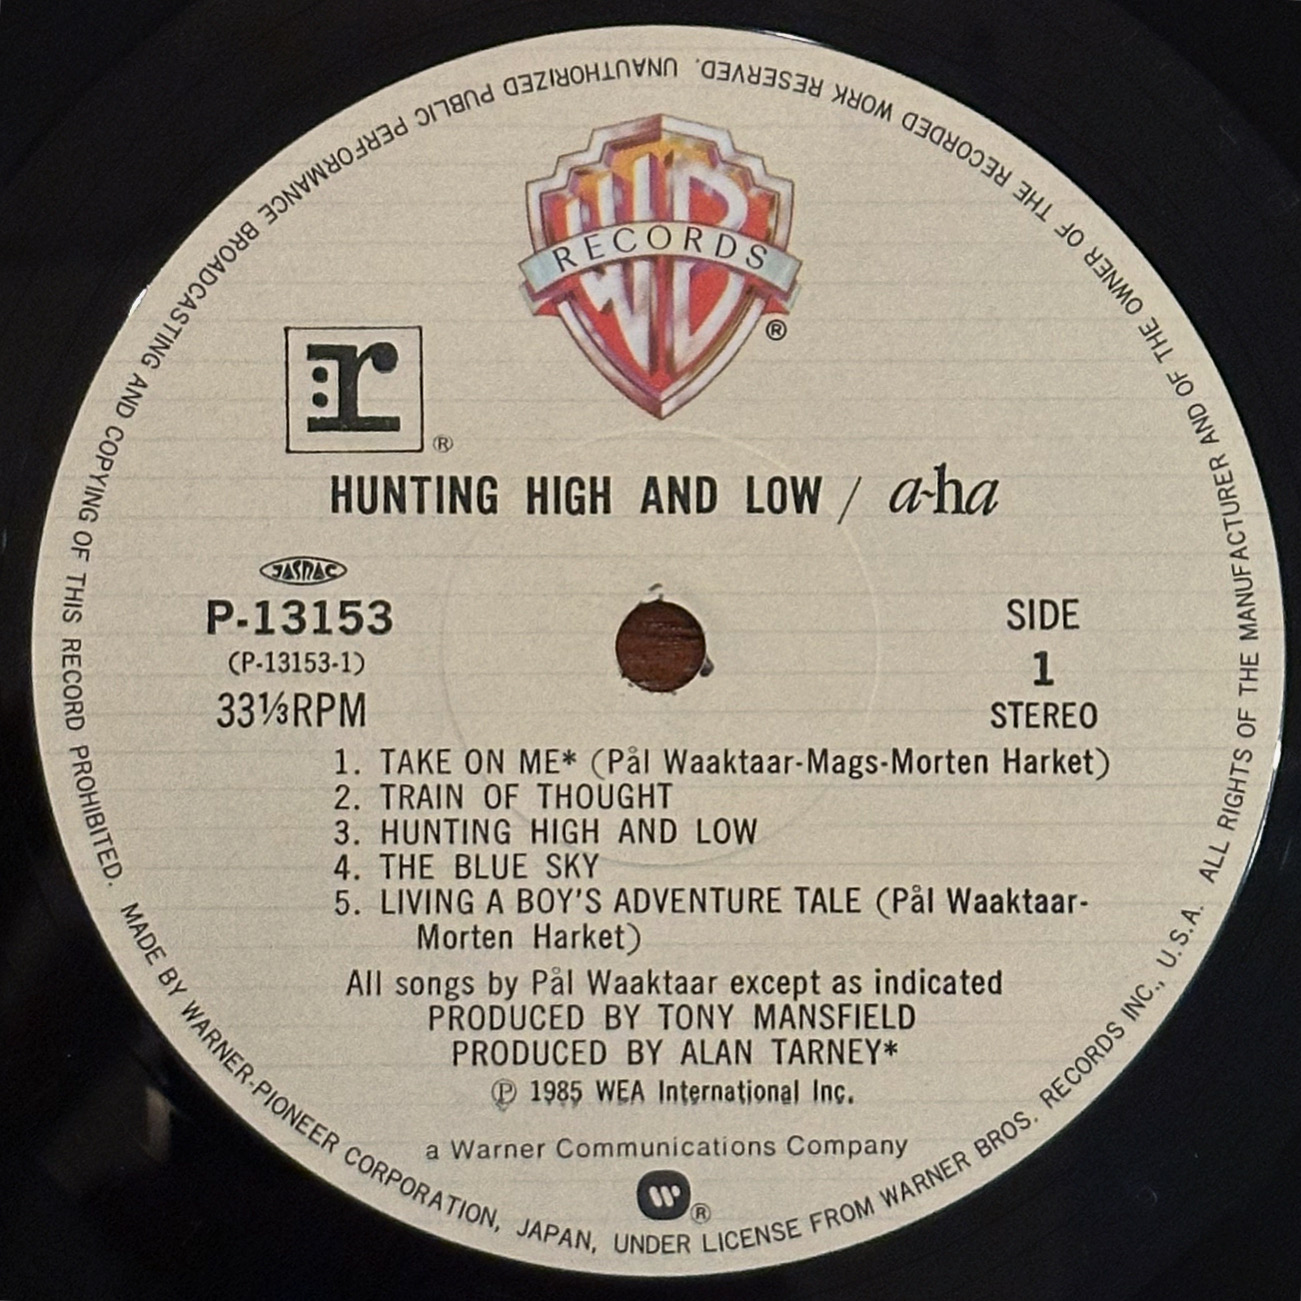 WB
RECORDS
®
r
®
HUNTING HIGH AND LOW / a-ha
JASRAC
P-13153
(P-13153-1)
33⅓RPM
SIDE
1
STEREO
1. TAKE ON ME* (Pål Waaktaar-Mags-Morten Harket)
2. TRAIN OF THOUGHT
3. HUNTING HIGH AND LOW
4. THE BLUE SKY
5. LIVING A BOY'S ADVENTURE TALE (Pål Waaktaar-
Morten Harket)
All songs by Pål Waaktaar except as indicated
PRODUCED BY TONY MANSFIELD
PRODUCED BY ALAN TARNEY*
Ⓟ 1985 WEA International Inc.
a Warner Communications Company
W®
MADE BY WARNER-PIONEER CORPORATION, JAPAN, UNDER LICENSE FROM WARNER BROS. RECORDS INC., U.S.A. ALL RIGHTS OF THE MANUFACTURER AND OF THE OWNER OF THE RECORDED WORK RESERVED. UNAUTHORIZED PUBLIC PERFORMANCE BROADCASTING AND COPYING OF THIS RECORD PROHIBITED.